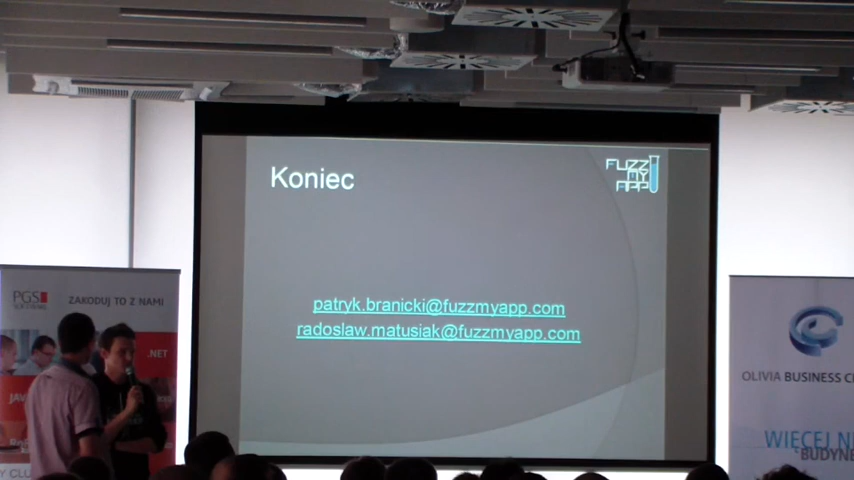 Koniec
FUZZ
MY
APP
patryk.branicki@fuzzmyapp.com
radoslaw.matusiak@fuzzmyapp.com
PGS
SOFTWARE
ZAKODUJ TO Z NAMI
.NET
OLIVIA BUSINESS
WIĘCEJ